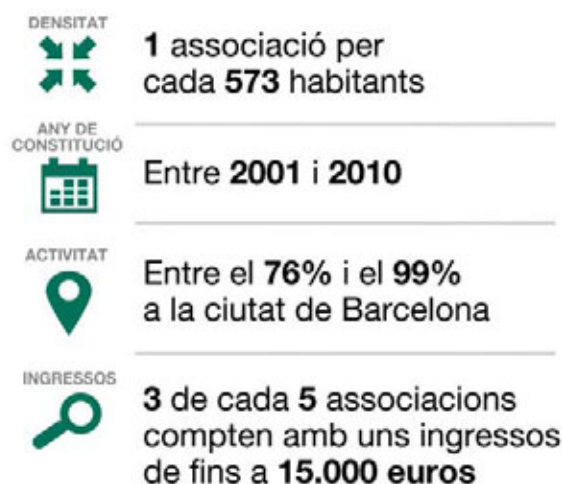 DENSITAT
1 associació per
cada 573 habitants
ANY DE
CONSTITUCIÓ
Entre 2001 i 2010
ACTIVITAT
Entre el 76% i el 99%
a la ciutat de Barcelona
INGRESSOS
3 de cada 5 associacions
compten amb uns ingressos
de fins a 15.000 euros